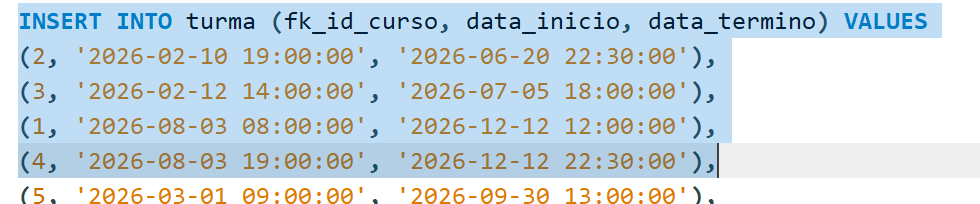 INSERT INTO turma (fk_id_curso, data_inicio, data_termino) VALUES
(2, '2026-02-10 19:00:00', '2026-06-20 22:30:00'),
(3, '2026-02-12 14:00:00', '2026-07-05 18:00:00'),
(1, '2026-08-03 08:00:00', '2026-12-12 12:00:00'),
(4, '2026-08-03 19:00:00', '2026-12-12 22:30:00'),
(5, '2026-03-01 09:00:00', '2026-09-30 13:00:00'),